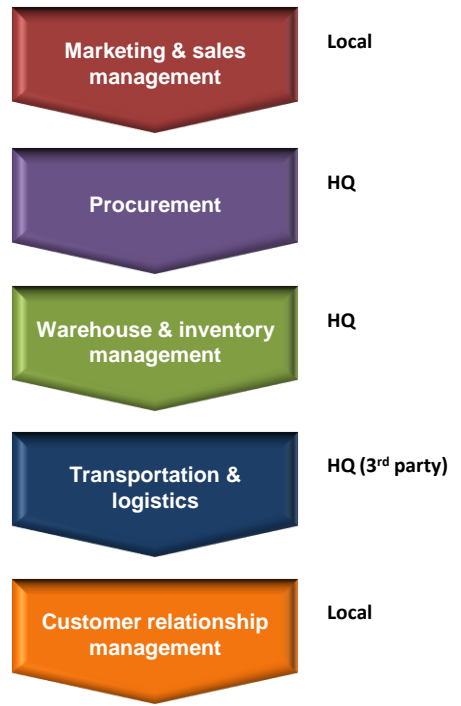 Marketing & sales
management
Local
Procurement
HQ
Warehouse & inventory
management
HQ
Transportation &
logistics
HQ (3rd party)
Customer relationship
management
Local